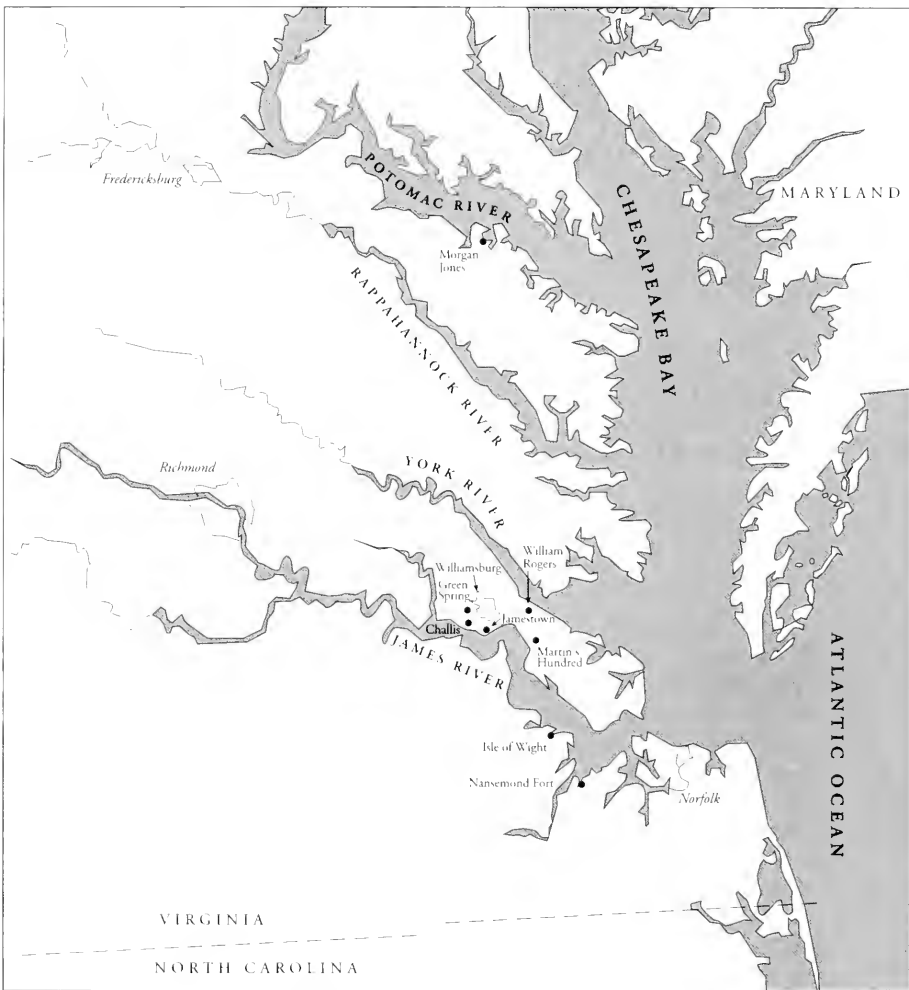 Fredericksburg
POTOMAC RIVER
CHESAPEAKE BAY
MARYLAND
Morgan
Jones
RAPPAHANNOCK RIVER
Richmond
YORK RIVER
William
Rogers
Williamsburg
Green
Spring
Jamestown
Challis
Martin's
Hundred
JAMES RIVER
ATLANTIC OCEAN
Isle of Wight
Nansemond Fort
Norfolk
VIRGINIA
NORTH CAROLINA